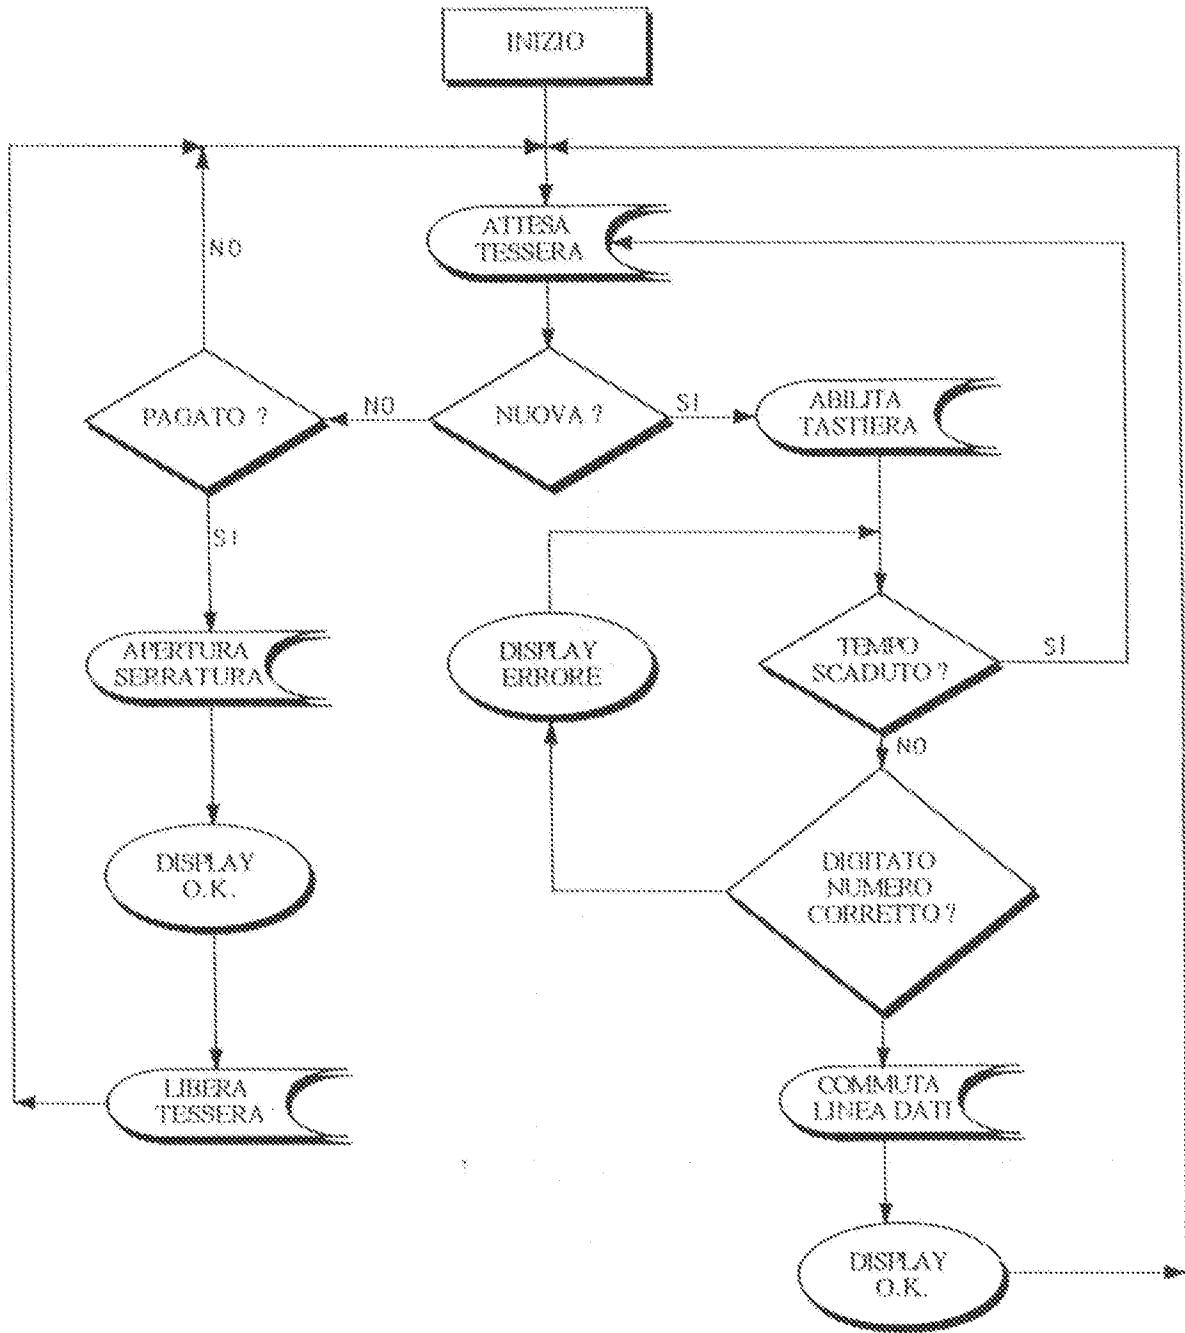 INIZIO
ATTESA
TESSERA
NO
PAGATO ?
NO
NUOVA ?
SI
ABILITA
TASTIERA
SI
APERTURA
SERRATURA
DISPLAY
ERRORE
TEMPO
SCADUTO ?
SI
NO
DISPLAY
O.K.
DIGITATO
NUMERO
CORRETTO ?
LIBERA
TESSERA
COMMUTA
LINEA DATI
DISPLAY
O.K.